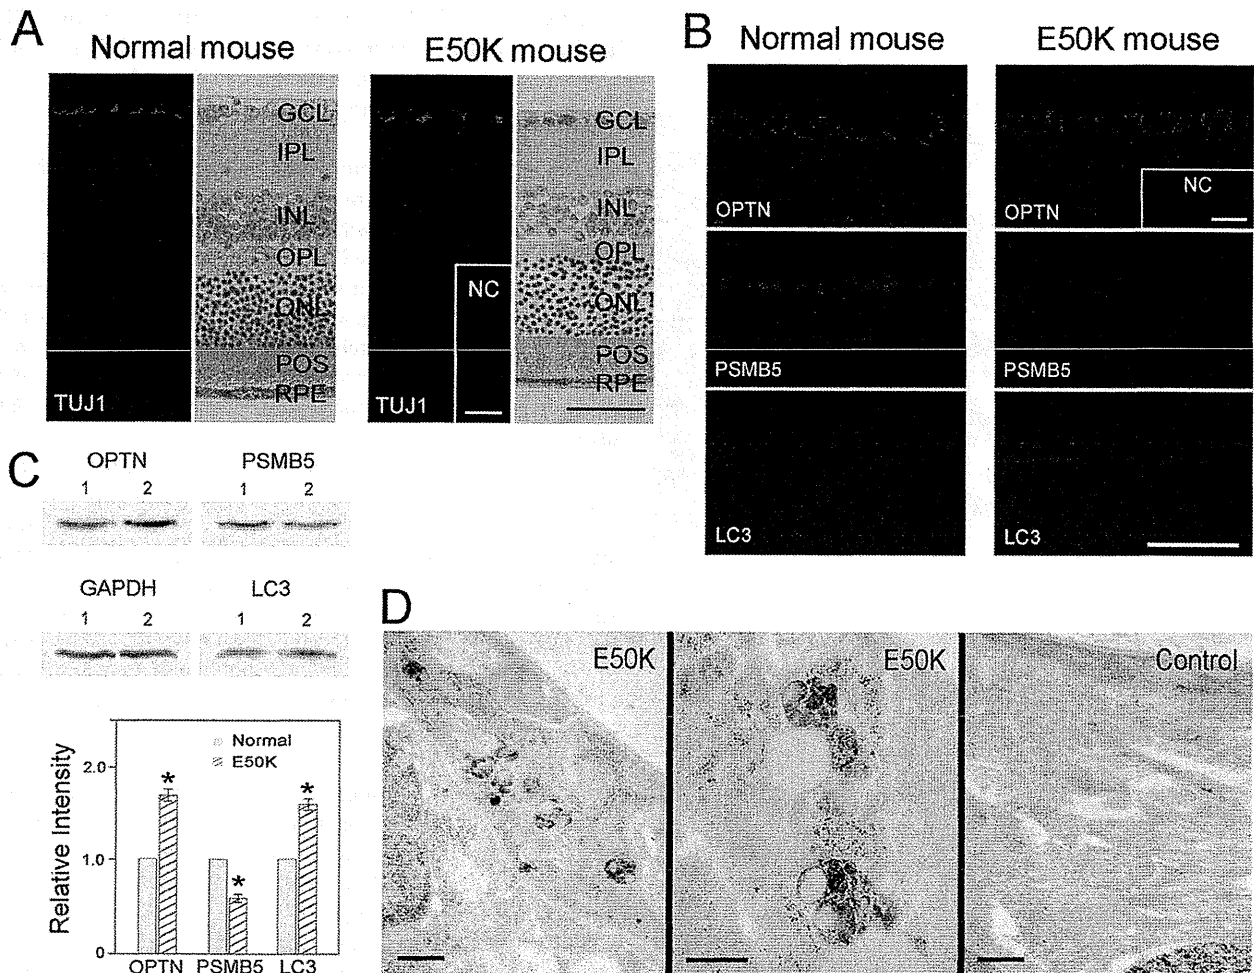 A
Normal mouse
E50K mouse
GCL
IPL
INL
OPL
ONL
POS
RPE
TUJ1
GCL
IPL
INL
OPL
ONL
POS
RPE
NC
TUJ1
B
Normal mouse
E50K mouse
OPTN
NC
OPTN
PSMB5
PSMB5
LC3
LC3
C
OPTN
PSMB5
1 2
1 2
GAPDH
LC3
1 2
1 2
Relative Intensity
2.0
1.0
0
Normal
E50K
*
*
*
OPTN PSMB5 LC3
D
E50K
E50K
Control